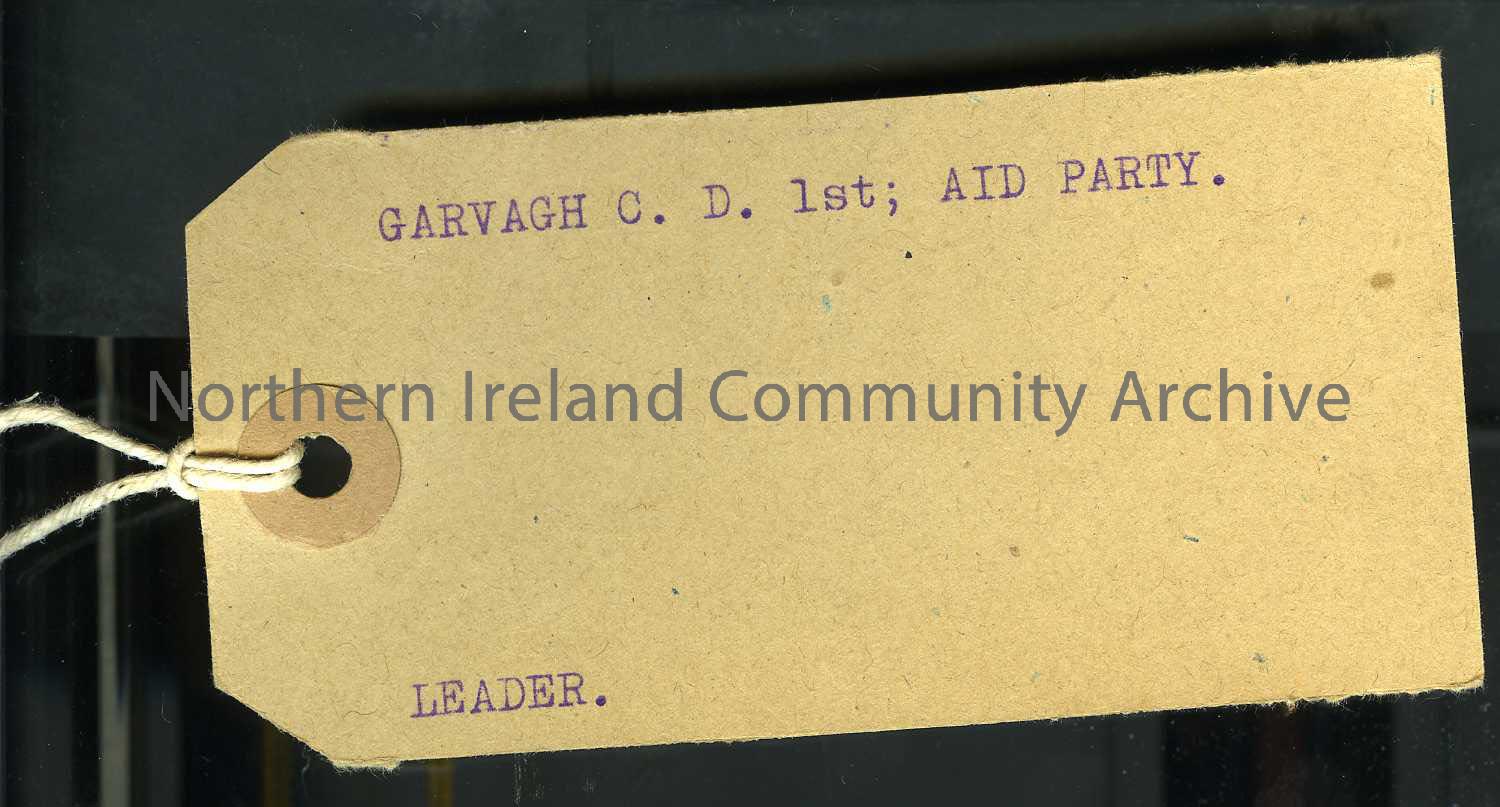 GARVAGH C. D. 1st; AID PARTY.
Northern Ireland Community Archive
LEADER.